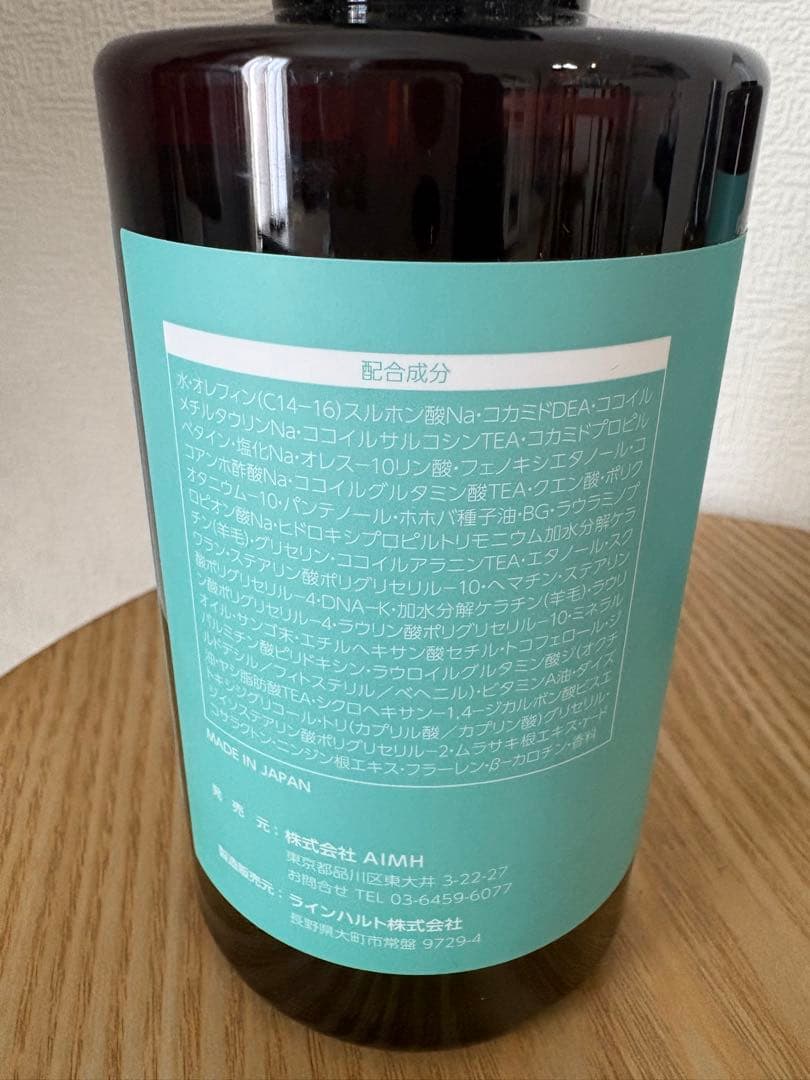 配合成分
水・オレフィン(C14−16)スルホン酸Na・コカミドDEA・ココイル
メチルタウリンNa・ココイルサルコシンTEA・コカミドプロピル
ベタイン・塩化Na・オレス−10リン酸・フェノキシエタノール・コ
コアンホ酢酸Na・ココイルグルタミン酸TEA・クエン酸・ポリク
オタニウム−10・パンテノール・ホホバ種子油・BG・ラウラミノプ
ロピオン酸Na・ヒドロキシプロピルトリモニウム加水分解ケラ
チン(羊毛)・グリセリン・ココイルアラニンTEA・エタノール・スク
ワラン・ステアリン酸ポリグリセリル−10・ヘマチン・ステアリン
酸ポリグリセリル−4・DNA−K・加水分解ケラチン(羊毛)・ラウリ
ン酸ポリグリセリル−4・ラウリン酸ポリグリセリル−10・ミネラル
オイル・サンゴ末・エチルヘキサン酸セチル・トコフェロール・ジ
パルミチン酸ピリドキシン・ラウロイルグルタミン酸ジ(オクチ
ルドデシル／フィトステリル／ベヘニル)・ビタミンA油・ダイズ
油・ヤシ脂肪酸TEA・シクロヘキサン−1,4−ジカルボン酸ビスエ
トキシジグリコール・トリ(カプリル酸／カプリン酸)グリセリル・
ジイソステアリン酸ポリグリセリル−2・ムラサキ根エキス・γ−ド
コサラクトン・ニンジン根エキス・フラーレン・β−カロチン・香料
MADE IN JAPAN
発　売　元：株式会社 AIMH
東京都品川区東大井 3-22-27
お問合せ TEL 03-6459-6077
製造販売元：ラインハルト株式会社
長野県大町市常盤 9729-4